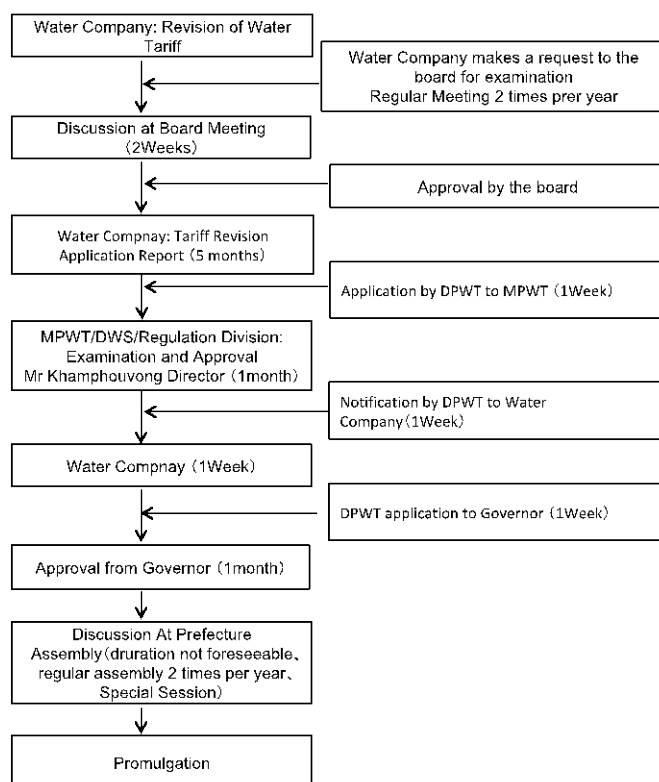 Water Company: Revision of Water
Tariff
Water Company makes a request to the
board for examination
Regular Meeting 2 times prer year
Discussion at Board Meeting
(2Weeks)
Approval by the board
Water Compnay: Tariff Revision
Application Report (5 months)
Application by DPWT to MPWT (1Week)
MPWT/DWS/Regulation Division:
Examination and Approval
Mr Khamphouvong Director (1month)
Notification by DPWT to Water
Company(1Week)
Water Compnay (1Week)
DPWT application to Governor (1Week)
Approval from Governor (1month)
Discussion At Prefecture
Assembly(druration not foreseeable、
regular assembly 2 times per year、
Special Session)
Promulgation